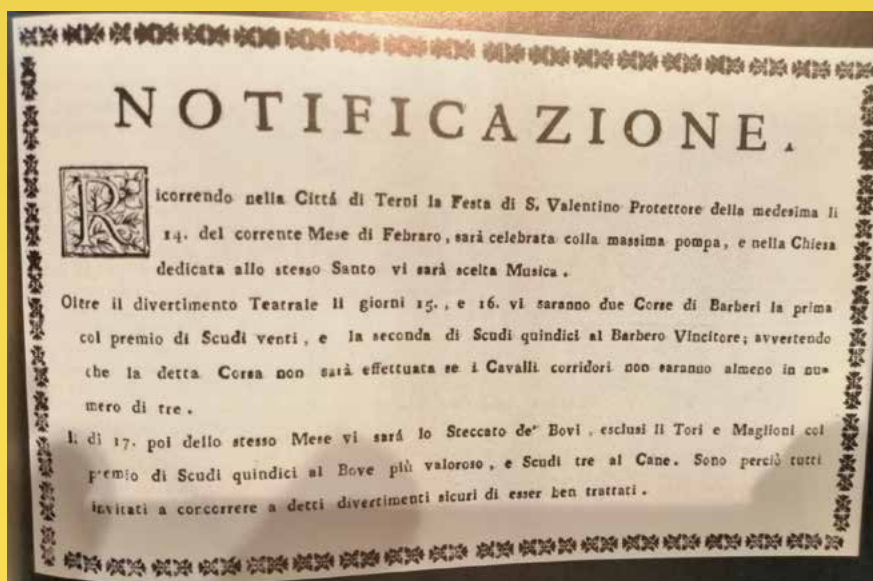 NOTIFICAZIONE.
Ricorrendo nella Cittá di Terni la Festa di S. Valentino Protettore della medesima li
14. del corrente Mese di Febraro, sarà celebrata colla massima pompa, e nella Chiesa
dedicata allo stesso Santo vi sarà scelta Musica.
Oltre il divertimento Teatrale li giorni 15., e 16. vi saranno due Corse di Barberi la prima
col premio di Scudi venti, e la seconda di Scudi quindici al Barbero Vincitore; avvertendo
che la detta Corsa non sarà effettuata se i Cavalli corridori non saranno almeno in nu-
mero di tre.
Il dì 17. poi dello stesso Mese vi sarà lo Steccato de' Bovi, esclusi li Tori e Maglioni col
premio di Scudi quindici al Bove più valoroso, e Scudi tre al Cane. Sono perciò tutti
invitati a corcorrere a detti divertimenti sicuri di esser ben trattati.